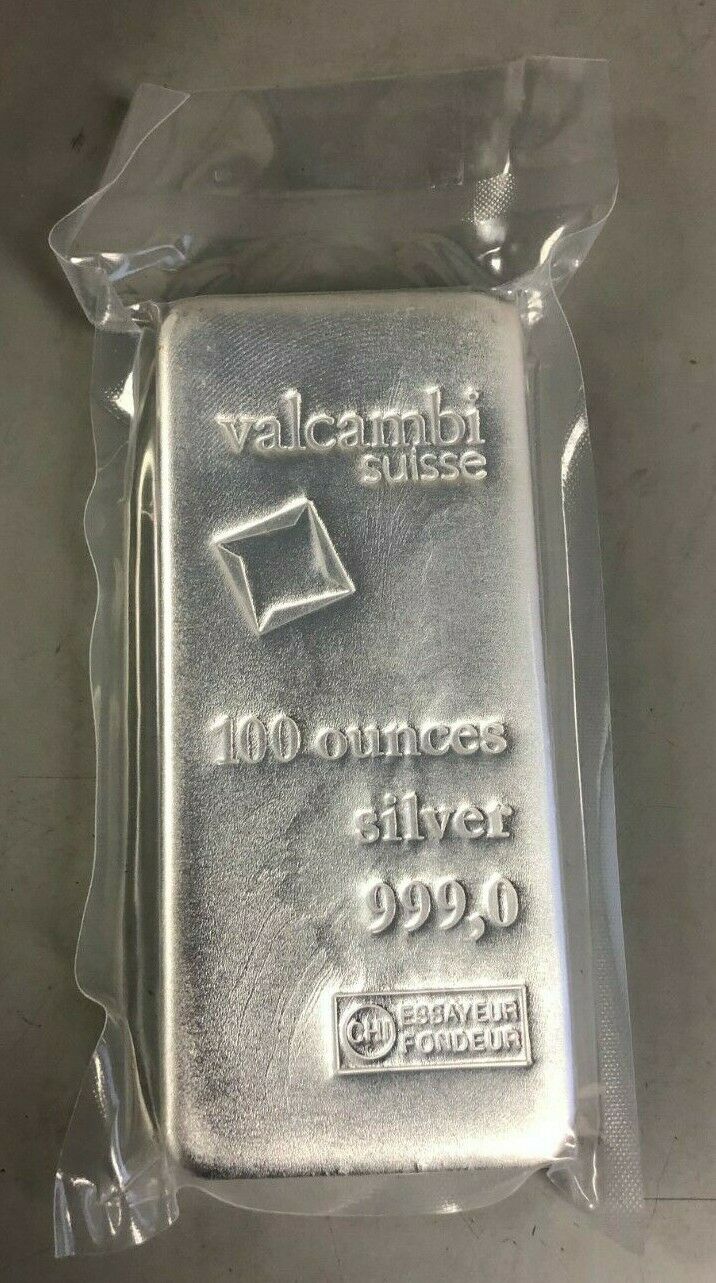 valcambi
suisse
100 ounces
silver
999,0
CHI ESSAYEUR
FONDEUR